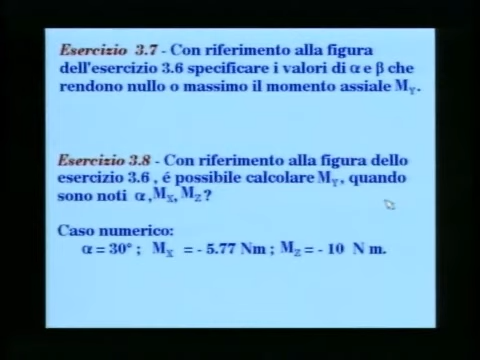 Esercizio 3.7 - Con riferimento alla figura
dell'esercizio 3.6 specificare i valori di α e β che
rendono nullo o massimo il momento assiale MY.
Esercizio 3.8 - Con riferimento alla figura dello
esercizio 3.6 , é possibile calcolare MY, quando
sono noti α ,MX, MZ?
Caso numerico:
α = 30° ; MX = - 5.77 Nm ; MZ = - 10 N m.